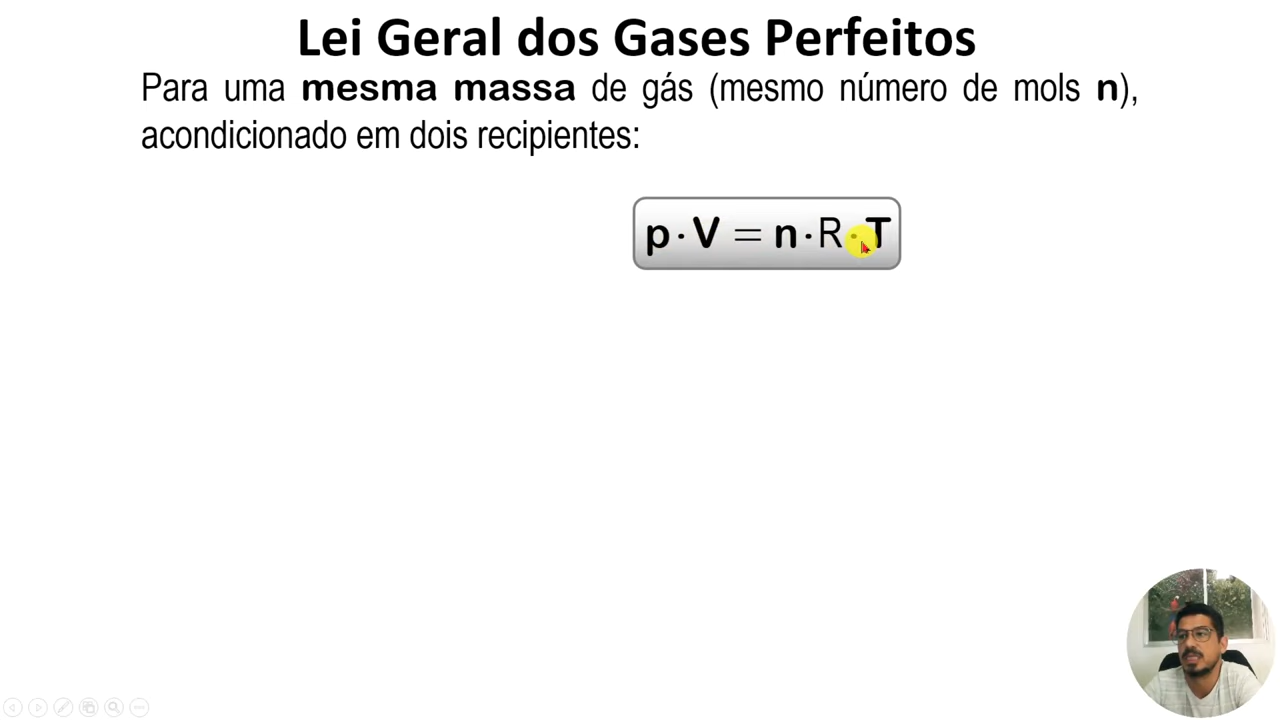 Lei Geral dos Gases Perfeitos
Para uma mesma massa de gás (mesmo número de mols n),
acondicionado em dois recipientes:
p · V = n · R · T